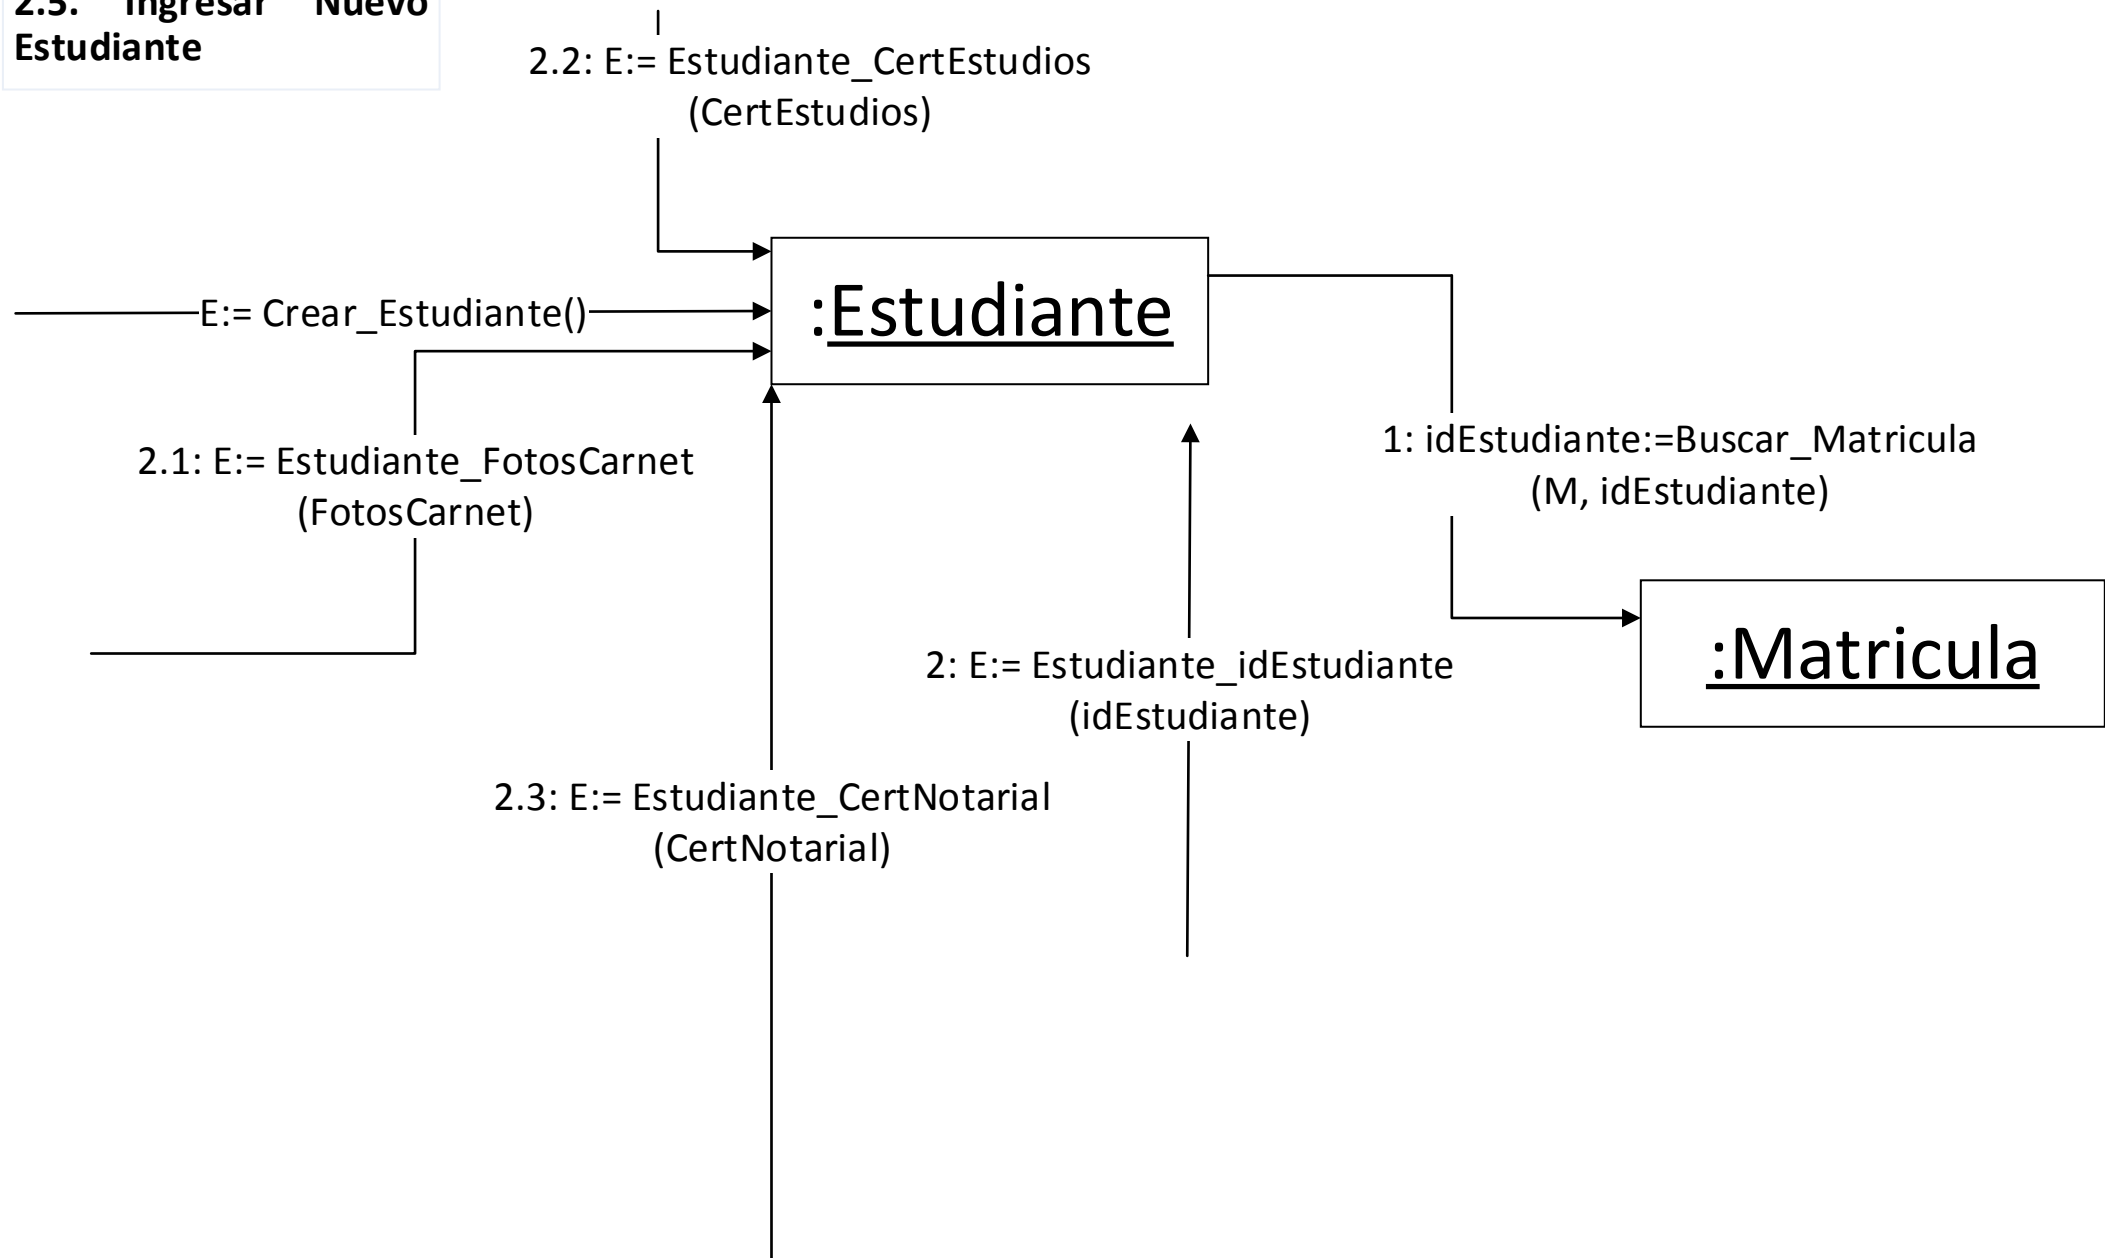 2.5. Ingresar Nuevo
Estudiante
2.2: E:= Estudiante_CertEstudios
(CertEstudios)
:Estudiante
E:= Crear_Estudiante()
2.1: E:= Estudiante_FotosCarnet
(FotosCarnet)
1: idEstudiante:=Buscar_Matricula
(M, idEstudiante)
:Matricula
2: E:= Estudiante_idEstudiante
(idEstudiante)
2.3: E:= Estudiante_CertNotarial
(CertNotarial)